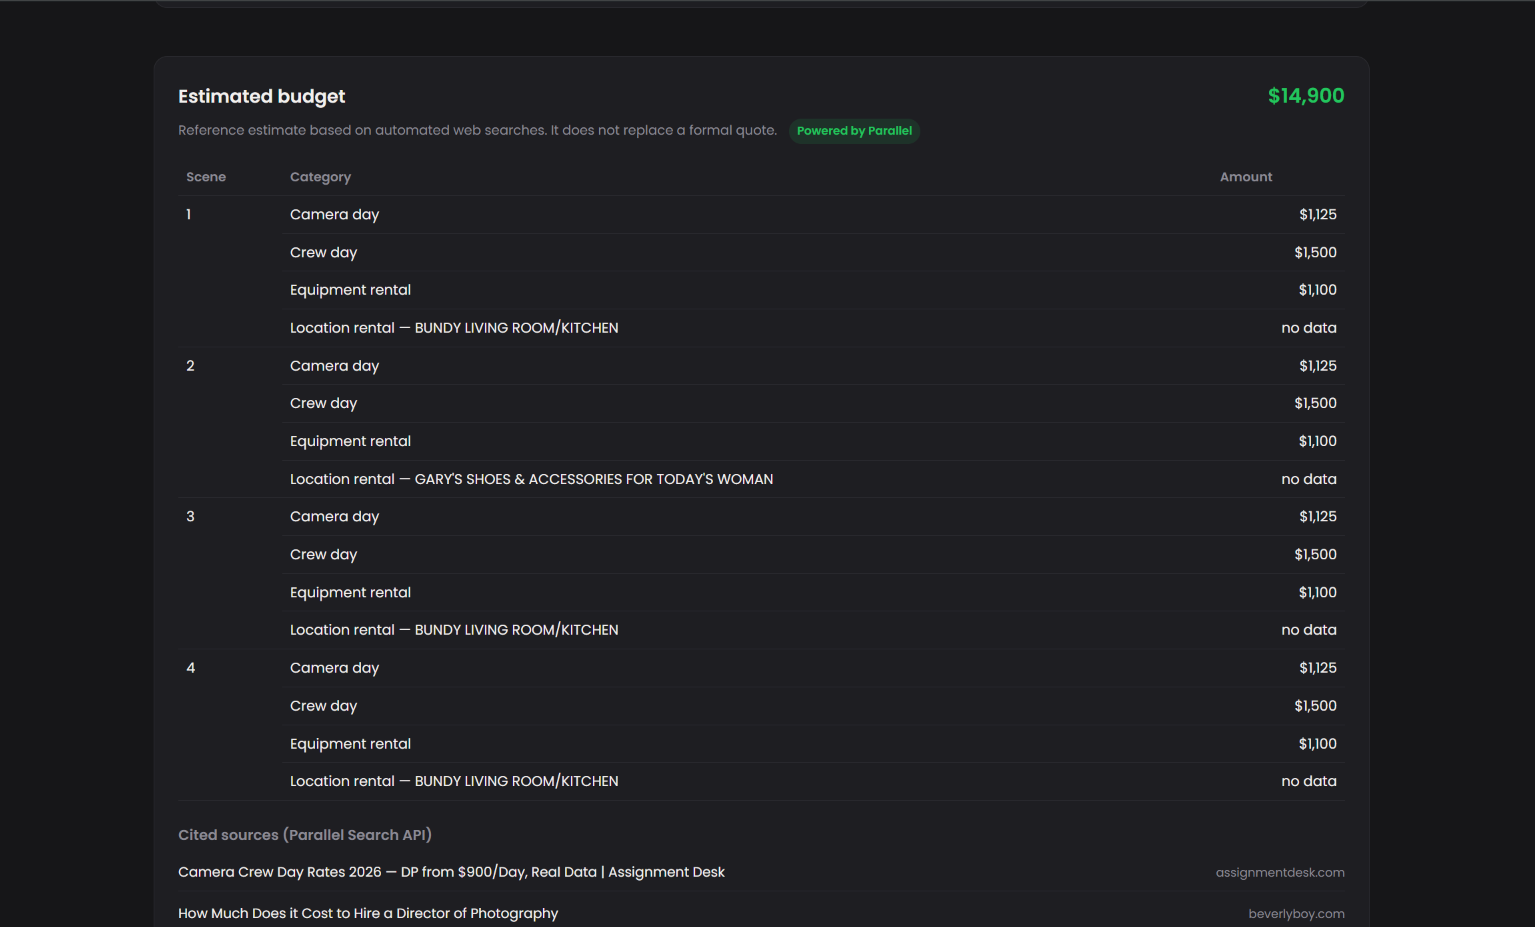 Estimated budget $14,900
Reference estimate based on automated web searches. It does not replace a formal quote. Powered by Parallel
Scene Category Amount
1 Camera day $1,125
Crew day $1,500
Equipment rental $1,100
Location rental — BUNDY LIVING ROOM/KITCHEN no data
2 Camera day $1,125
Crew day $1,500
Equipment rental $1,100
Location rental — GARY'S SHOES & ACCESSORIES FOR TODAY'S WOMAN no data
3 Camera day $1,125
Crew day $1,500
Equipment rental $1,100
Location rental — BUNDY LIVING ROOM/KITCHEN no data
4 Camera day $1,125
Crew day $1,500
Equipment rental $1,100
Location rental — BUNDY LIVING ROOM/KITCHEN no data
Cited sources (Parallel Search API)
Camera Crew Day Rates 2026 — DP from $900/Day, Real Data | Assignment Desk assignmentdesk.com
How Much Does it Cost to Hire a Director of Photography beverlyboy.com